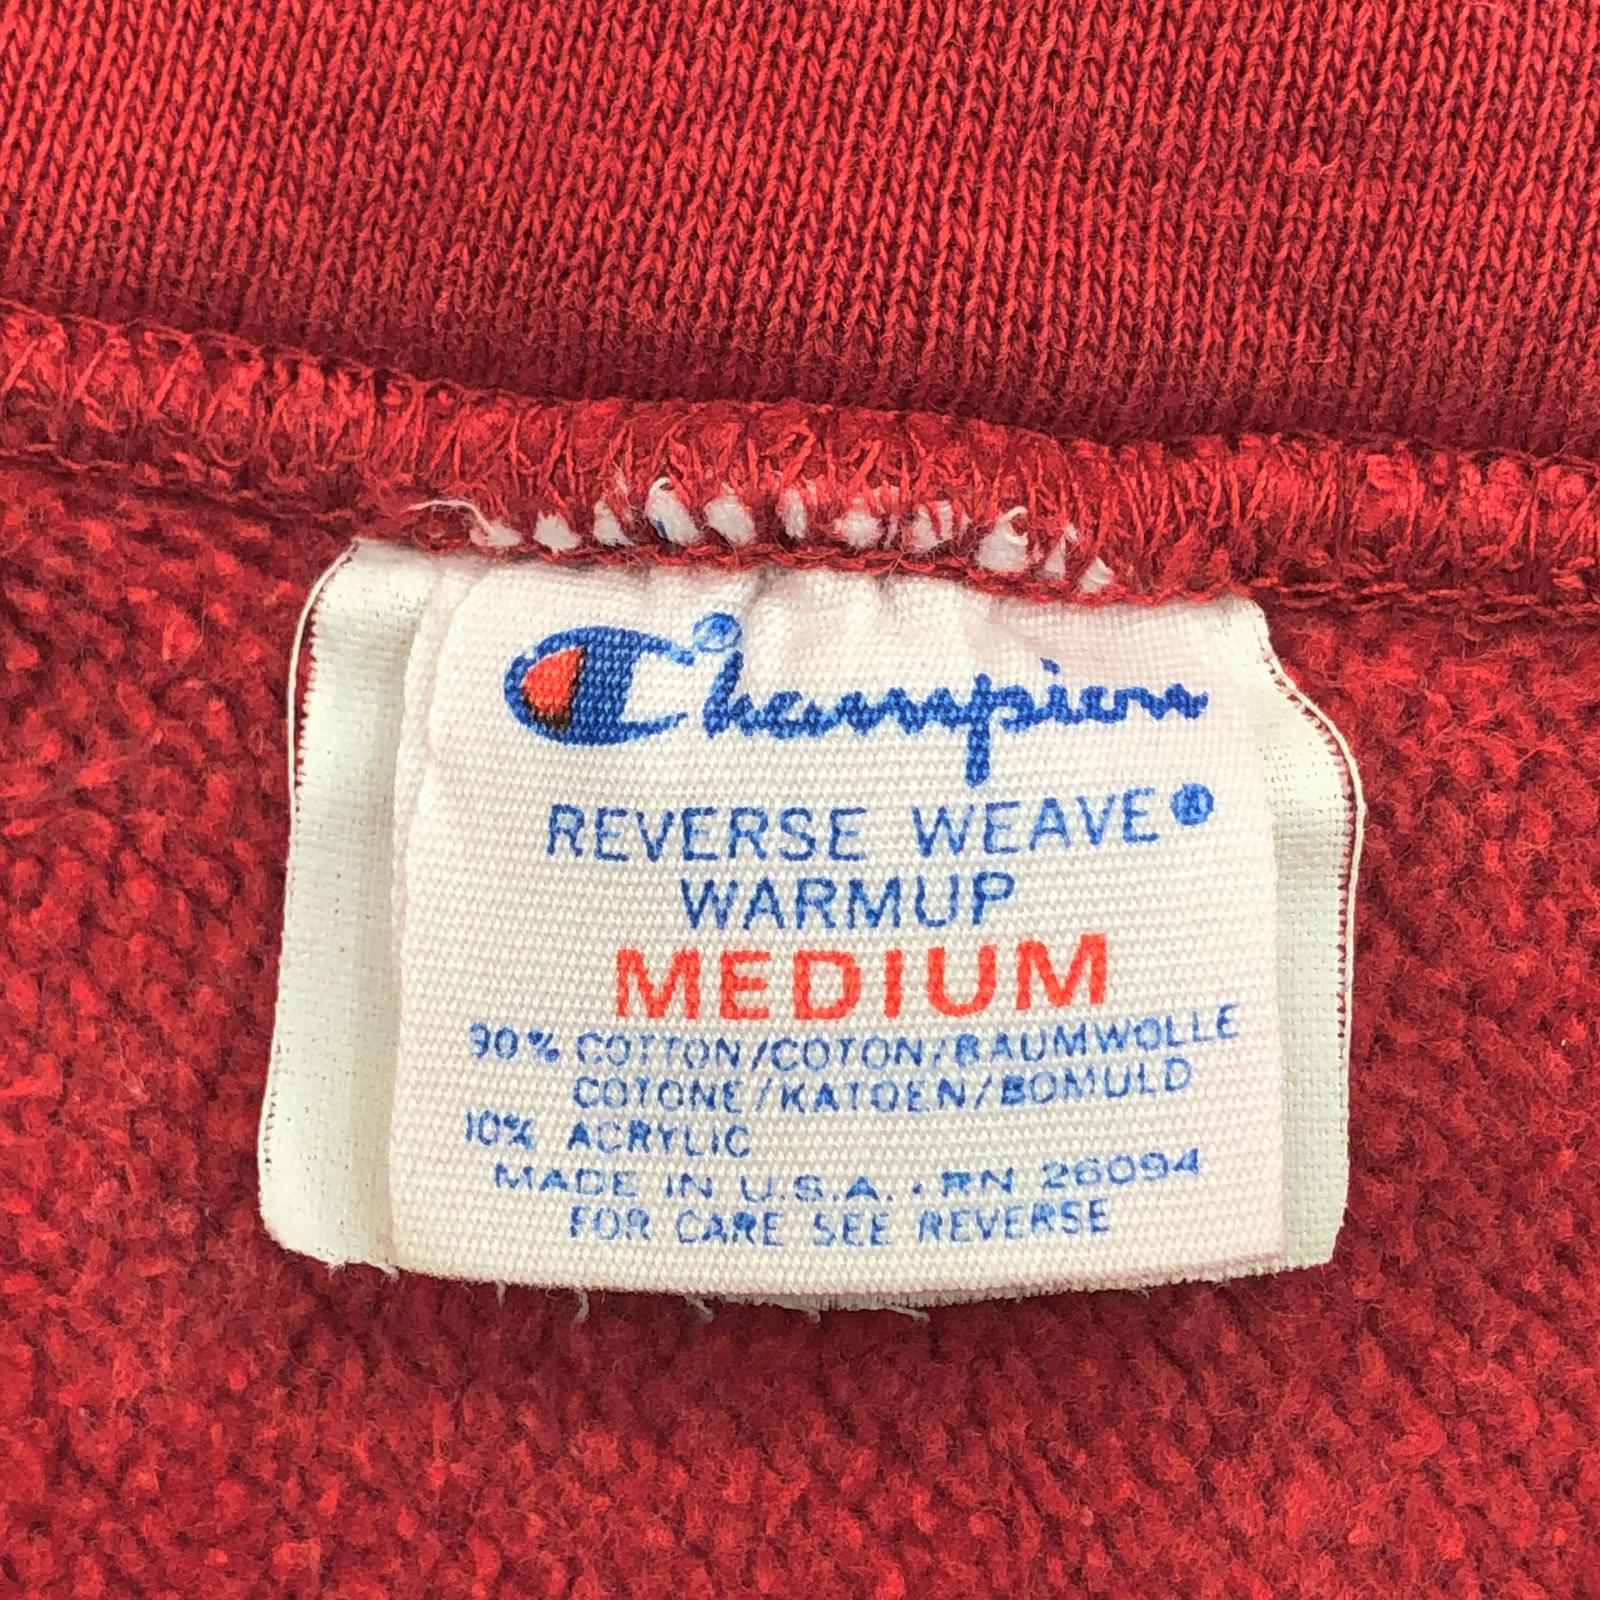 Champion®
REVERSE WEAVE®
WARMUP
MEDIUM
90% COTTON/COTON/BAUMWOLLE
COTONE/KATOEN/BOMULD
10% ACRYLIC
MADE IN U.S.A. • RN 26094
FOR CARE SEE REVERSE